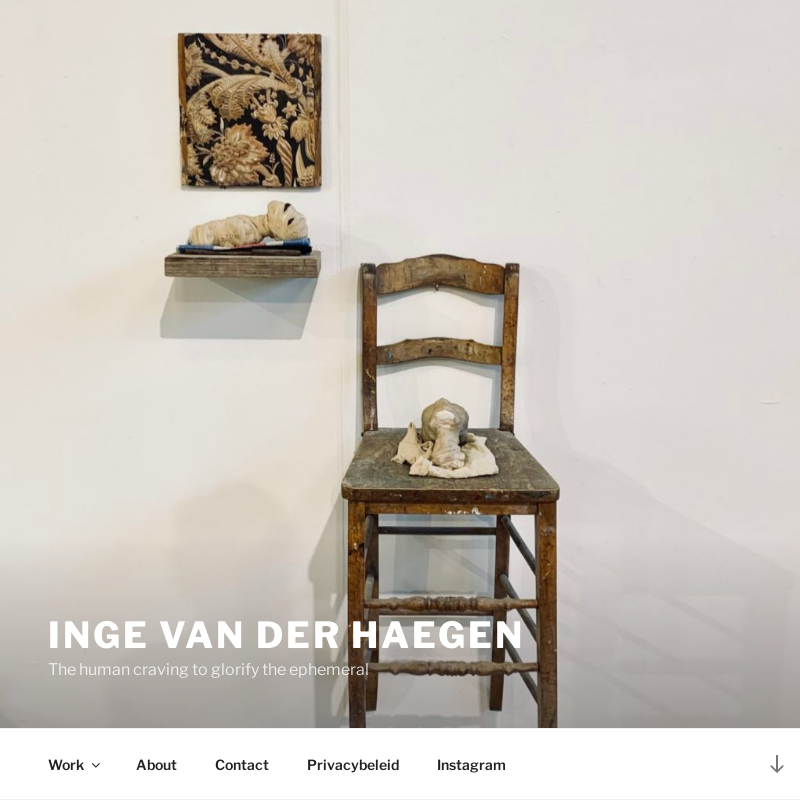 INGE VAN DER HAEGEN
The human craving to glorify the ephemeral
Work
About
Contact
Privacybeleid
Instagram